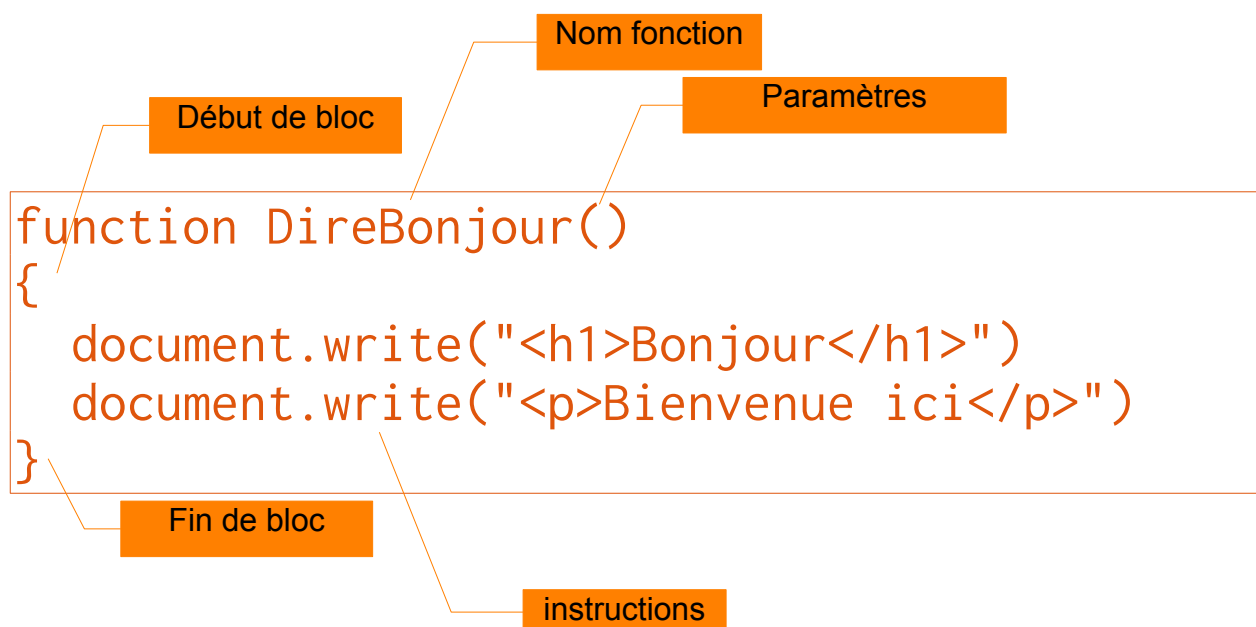 Nom fonction
Paramètres
Début de bloc
function DireBonjour()
{
document.write("<h1>Bonjour</h1>")
document.write("<p>Bienvenue ici</p>")
}
Fin de bloc
instructions